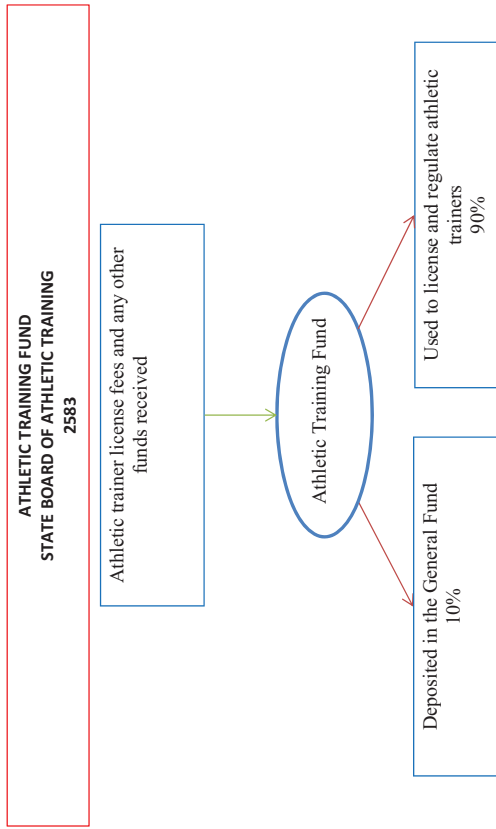 ATHLETIC TRAINING FUND
STATE BOARD OF ATHLETIC TRAINING
2583
Athletic trainer license fees and any other
funds received
Athletic Training Fund
Deposited in the General Fund
10%
Used to license and regulate athletic
trainers
90%